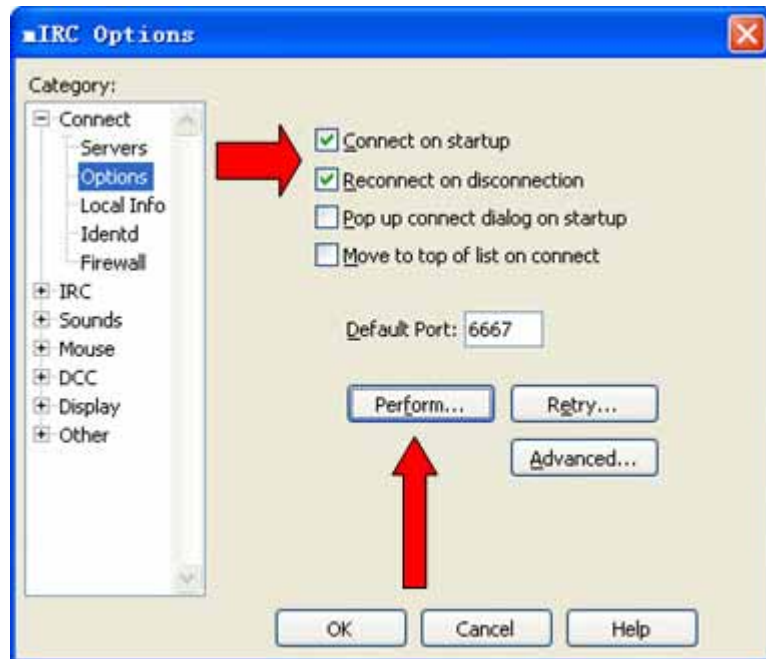 mIRC Options
Category:
Connect
Servers
Options
Local Info
Identd
Firewall
IRC
Sounds
Mouse
DCC
Display
Other
Connect on startup
Reconnect on disconnection
Pop up connect dialog on startup
Move to top of list on connect
Default Port: 6667
Perform... Retry...
Advanced...
OK Cancel Help